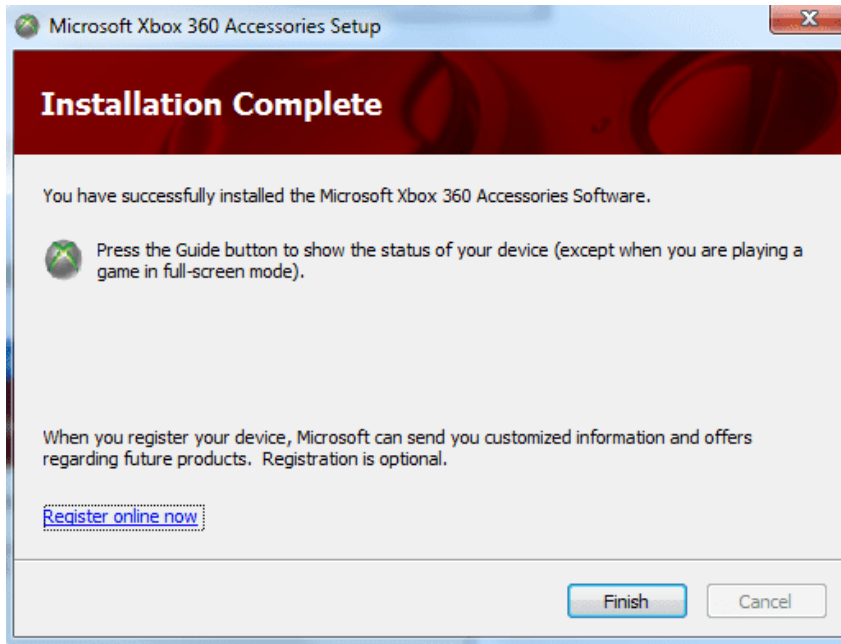 Microsoft Xbox 360 Accessories Setup
Installation Complete
You have successfully installed the Microsoft Xbox 360 Accessories Software.
Press the Guide button to show the status of your device (except when you are playing a
game in full-screen mode).
When you register your device, Microsoft can send you customized information and offers
regarding future products.  Registration is optional.
Register online now
Finish
Cancel